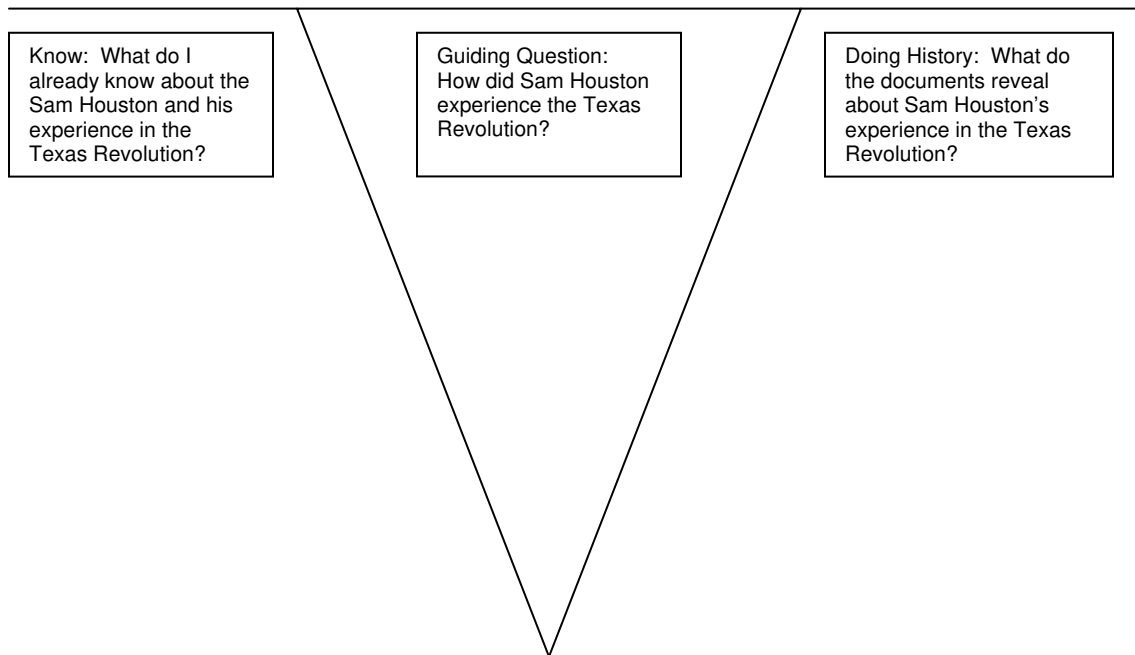 Know:  What do I
already know about the
Sam Houston and his
experience in the
Texas Revolution?
Guiding Question:
How did Sam Houston
experience the Texas
Revolution?
Doing History:  What do
the documents reveal
about Sam Houston's
experience in the Texas
Revolution?